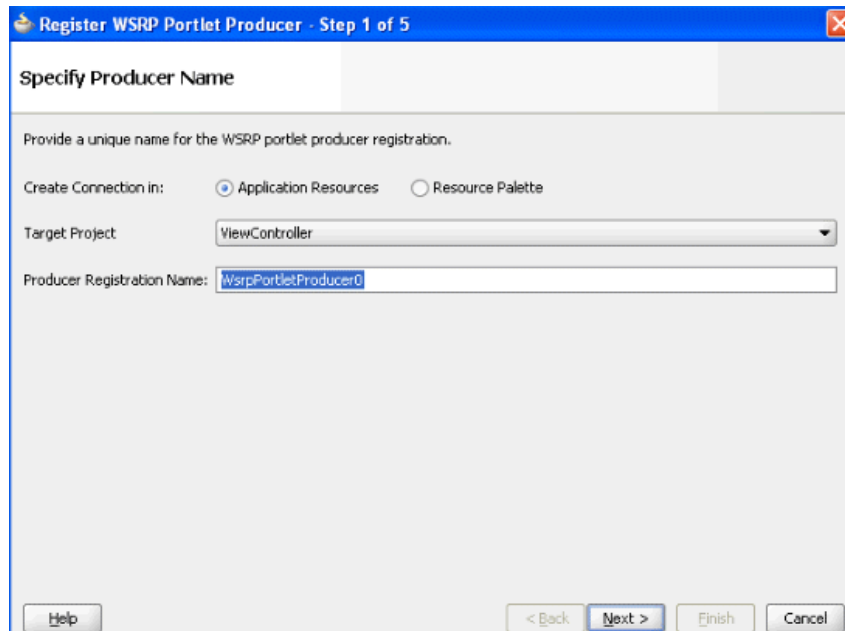 Register WSRP Portlet Producer - Step 1 of 5
Specify Producer Name
Provide a unique name for the WSRP portlet producer registration.
Create Connection in: Application Resources Resource Palette
Target Project ViewController
Producer Registration Name: WsrpPortletProducer0
Help < Back Next > Finish Cancel